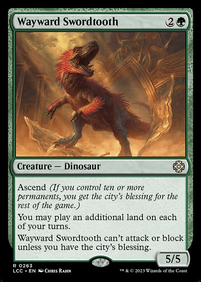 Wayward Swordtooth 2
Creature — Dinosaur
Ascend (If you control ten or more
permanents, you get the city's blessing for
the rest of the game.)
You may play an additional land on each
of your turns.
Wayward Swordtooth can't attack or block
unless you have the city's blessing.
5/5
R 0263
LCC • EN Chris Rahn
™ & © 2023 Wizards of the Coast